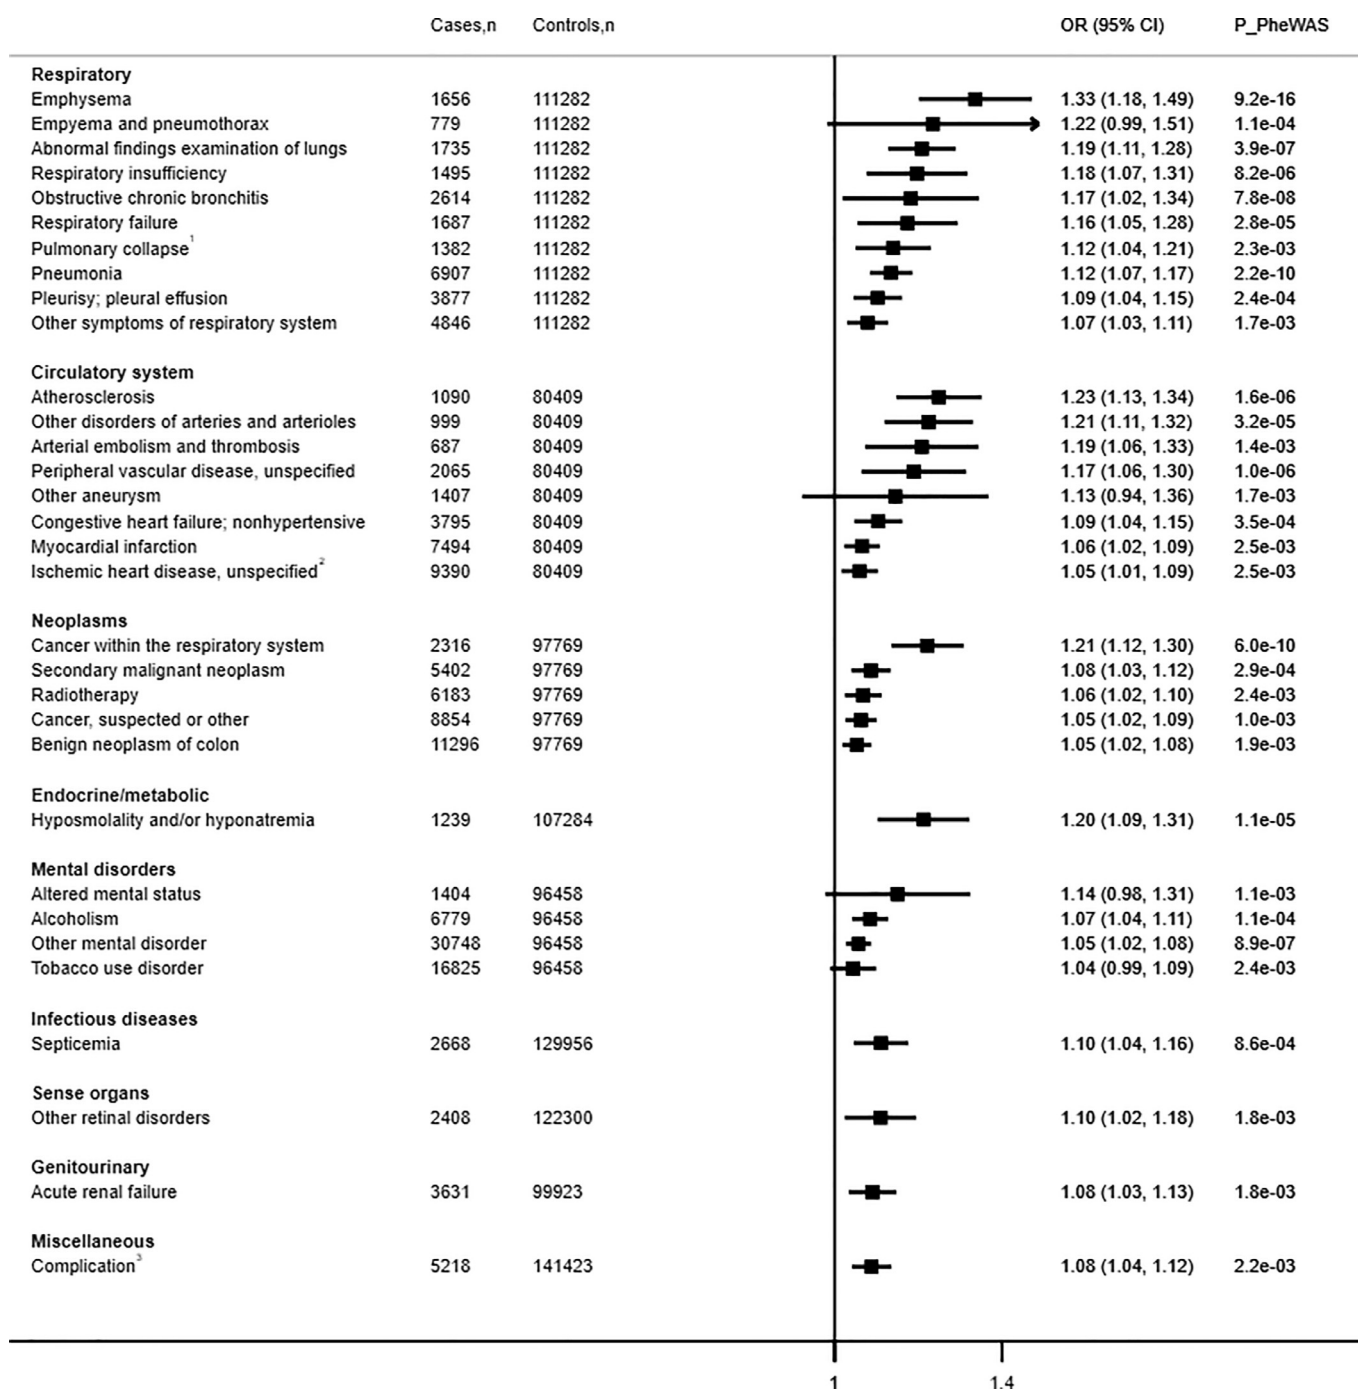 Cases,n Controls,n OR (95% CI) P_PheWAS
Respiratory
Emphysema 1656 111282 1.33 (1.18, 1.49) 9.2e-16
Empyema and pneumothorax 779 111282 1.22 (0.99, 1.51) 1.1e-04
Abnormal findings examination of lungs 1735 111282 1.19 (1.11, 1.28) 3.9e-07
Respiratory insufficiency 1495 111282 1.18 (1.07, 1.31) 8.2e-06
Obstructive chronic bronchitis 2614 111282 1.17 (1.02, 1.34) 7.8e-08
Respiratory failure 1687 111282 1.16 (1.05, 1.28) 2.8e-05
Pulmonary collapse¹ 1382 111282 1.12 (1.04, 1.21) 2.3e-03
Pneumonia 6907 111282 1.12 (1.07, 1.17) 2.2e-10
Pleurisy; pleural effusion 3877 111282 1.09 (1.04, 1.15) 2.4e-04
Other symptoms of respiratory system 4846 111282 1.07 (1.03, 1.11) 1.7e-03
Circulatory system
Atherosclerosis 1090 80409 1.23 (1.13, 1.34) 1.6e-06
Other disorders of arteries and arterioles 999 80409 1.21 (1.11, 1.32) 3.2e-05
Arterial embolism and thrombosis 687 80409 1.19 (1.06, 1.33) 1.4e-03
Peripheral vascular disease, unspecified 2065 80409 1.17 (1.06, 1.30) 1.0e-06
Other aneurysm 1407 80409 1.13 (0.94, 1.36) 1.7e-03
Congestive heart failure; nonhypertensive 3795 80409 1.09 (1.04, 1.15) 3.5e-04
Myocardial infarction 7494 80409 1.06 (1.02, 1.09) 2.5e-03
Ischemic heart disease, unspecified² 9390 80409 1.05 (1.01, 1.09) 2.5e-03
Neoplasms
Cancer within the respiratory system 2316 97769 1.21 (1.12, 1.30) 6.0e-10
Secondary malignant neoplasm 5402 97769 1.08 (1.03, 1.12) 2.9e-04
Radiotherapy 6183 97769 1.06 (1.02, 1.10) 2.4e-03
Cancer, suspected or other 8854 97769 1.05 (1.02, 1.09) 1.0e-03
Benign neoplasm of colon 11296 97769 1.05 (1.02, 1.08) 1.9e-03
Endocrine/metabolic
Hyposmolality and/or hyponatremia 1239 107284 1.20 (1.09, 1.31) 1.1e-05
Mental disorders
Altered mental status 1404 96458 1.14 (0.98, 1.31) 1.1e-03
Alcoholism 6779 96458 1.07 (1.04, 1.11) 1.1e-04
Other mental disorder 30748 96458 1.05 (1.02, 1.08) 8.9e-07
Tobacco use disorder 16825 96458 1.04 (0.99, 1.09) 2.4e-03
Infectious diseases
Septicemia 2668 129956 1.10 (1.04, 1.16) 8.6e-04
Sense organs
Other retinal disorders 2408 122300 1.10 (1.02, 1.18) 1.8e-03
Genitourinary
Acute renal failure 3631 99923 1.08 (1.03, 1.13) 1.8e-03
Miscellaneous
Complication³ 5218 141423 1.08 (1.04, 1.12) 2.2e-03
1 1.4